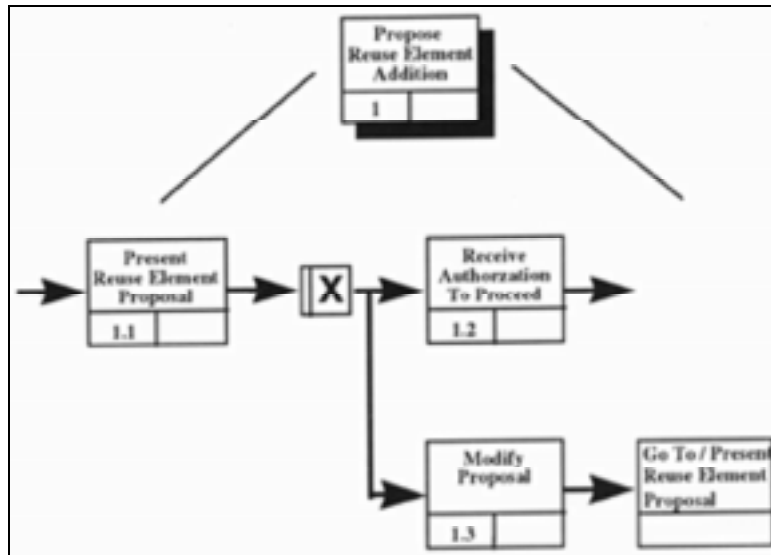 Propose
Reuse Element
Addition
1
Present
Reuse Element
Proposal
1.1
X
Receive
Authorzation
To Proceed
1.2
Modify
Proposal
1.3
Go To / Present
Reuse Element
Proposal